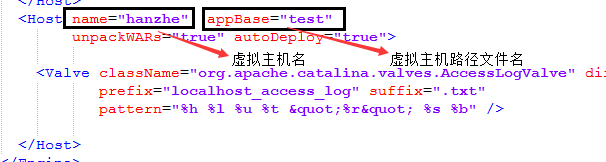 <Host name="hanzhe" appBase="test"
unpackWARs="true" autoDeploy="true">
虚拟主机名 虚拟主机路径文件名
<Valve className="org.apache.catalina.valves.AccessLogValve" di
prefix="localhost_access_log" suffix=".txt"
pattern="%h %l %u %t &quot;%r&quot; %s %b" />
</Host>